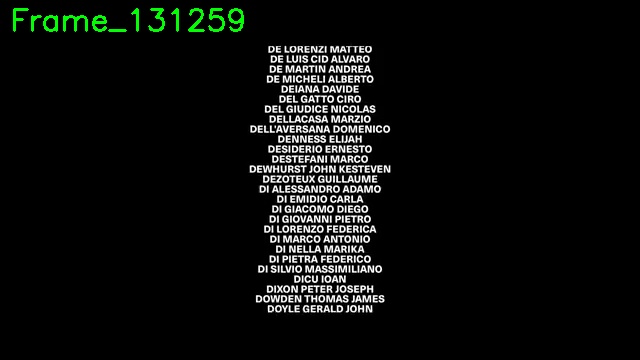 Frame_131259
DE LORENZI MATTEO
DE LUIS CID ALVARO
DE MARTIN ANDREA
DE MICHELI ALBERTO
DEIANA DAVIDE
DEL GATTO CIRO
DEL GIUDICE NICOLAS
DELLACASA MARZIO
DELL'AVERSANA DOMENICO
DENNESS ELIJAH
DESIDERIO ERNESTO
DESTEFANI MARCO
DEWHURST JOHN KESTEVEN
DEZOTEUX GUILLAUME
DI ALESSANDRO ADAMO
DI EMIDIO CARLA
DI GIACOMO DIEGO
DI GIOVANNI PIETRO
DI LORENZO FEDERICA
DI MARCO ANTONIO
DI NELLA MARIKA
DI PIETRA FEDERICO
DI SILVIO MASSIMILIANO
DICU IOAN
DIXON PETER JOSEPH
DOWDEN THOMAS JAMES
DOYLE GERALD JOHN